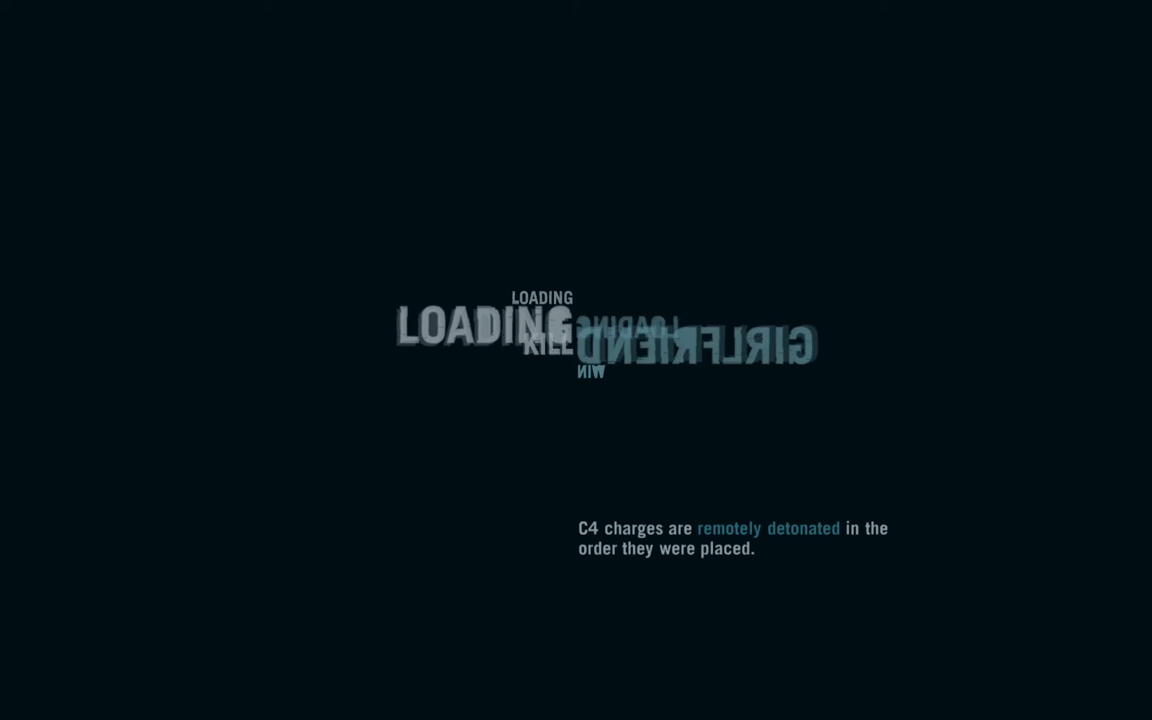 LOADING
LOADING
LOADING
KILL
GIRLFRIEND
WIN
C4 charges are remotely detonated in the
order they were placed.